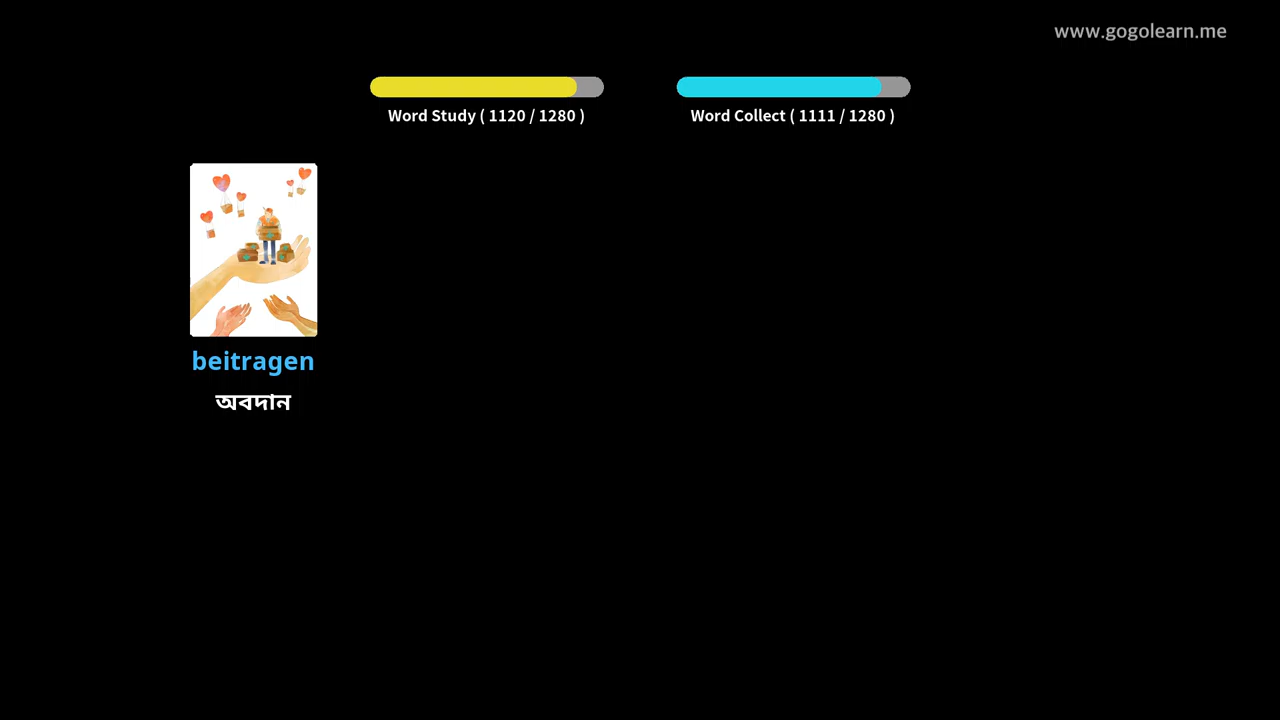 www.gogolearn.me
Word Study ( 1120 / 1280 )
Word Collect ( 1111 / 1280 )
beitragen
অবদান